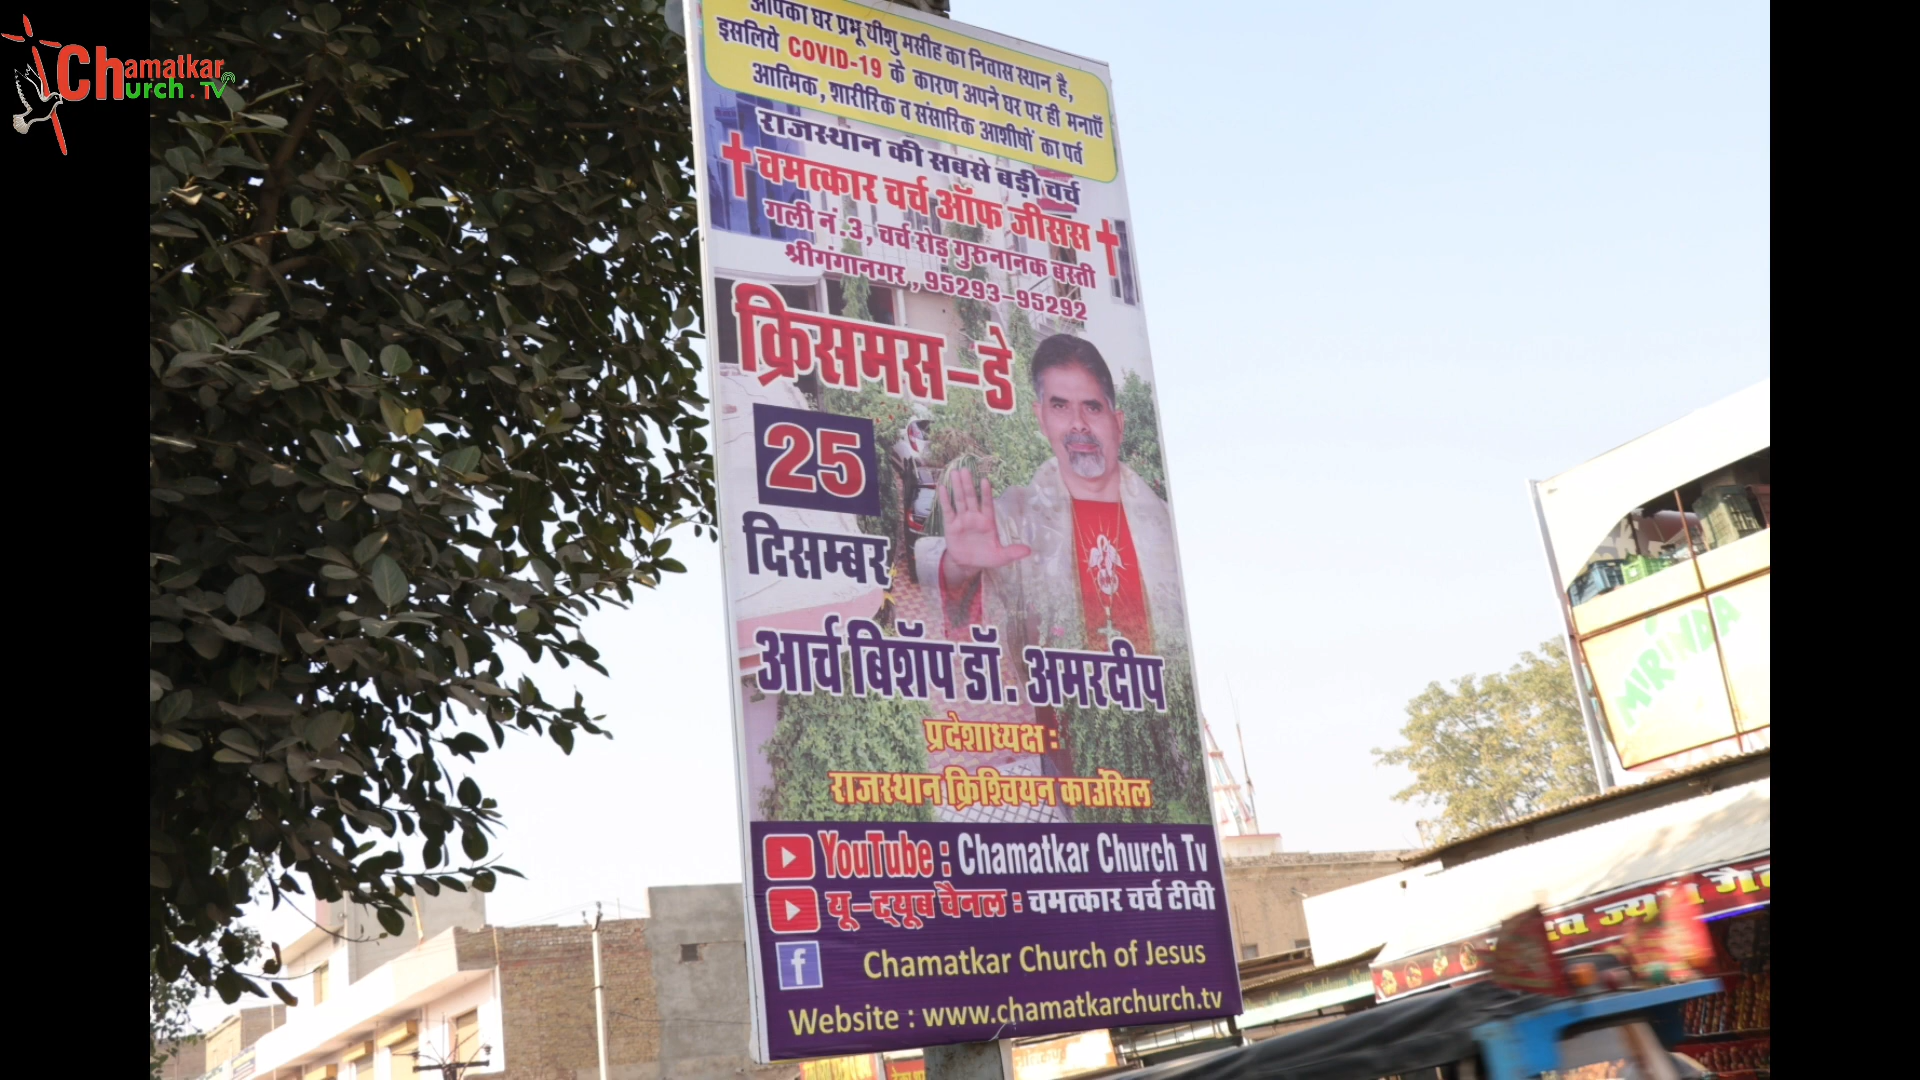 Chamatkar
Church.TV
आपका घर प्रभू यीशु मसीह का निवास स्थान है,
इसलिये COVID-19 के कारण अपने घर पर ही मनाएँ
आत्मिक, शारीरिक व संसारिक आशीषों का पर्व
राजस्थान की सबसे बड़ी चर्च
चमत्कार चर्च ऑफ जीसस
गली नं.3, चर्च रोड़ गुरुनानक बस्ती
श्रीगंगानगर, 95293-95292
क्रिसमस-डे
25
दिसम्बर
आर्च बिशॅप डॉ. अमरदीप
प्रदेशाध्यक्ष :
राजस्थान क्रिश्चियन काउंसिल
YouTube : Chamatkar Church Tv
यू-ट्यूब चैनल : चमत्कार चर्च टीवी
f Chamatkar Church of Jesus
Website : www.chamatkarchurch.tv
MIRINDA
ज्यूस